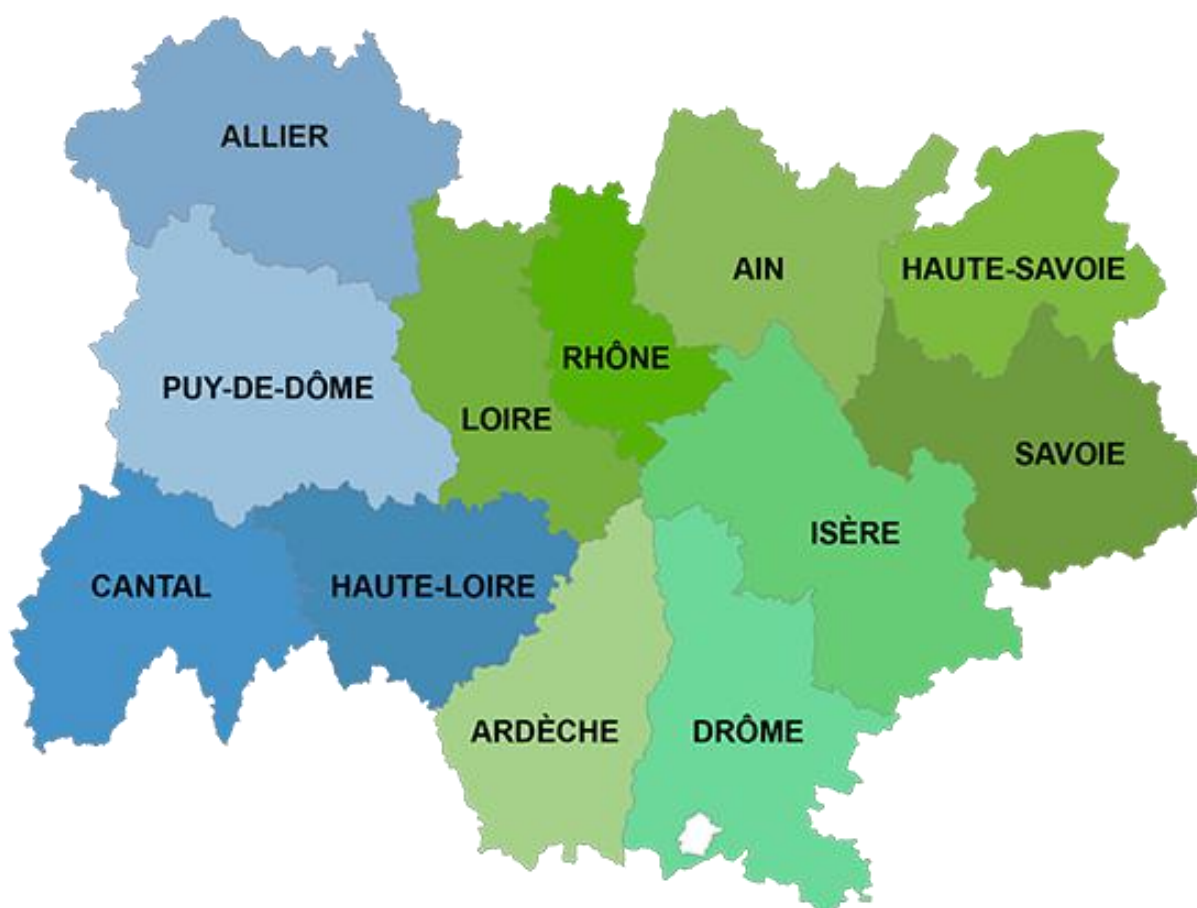 ALLIER
AIN
HAUTE-SAVOIE
RHÔNE
PUY-DE-DÔME
LOIRE
SAVOIE
ISÈRE
CANTAL
HAUTE-LOIRE
ARDÈCHE
DRÔME